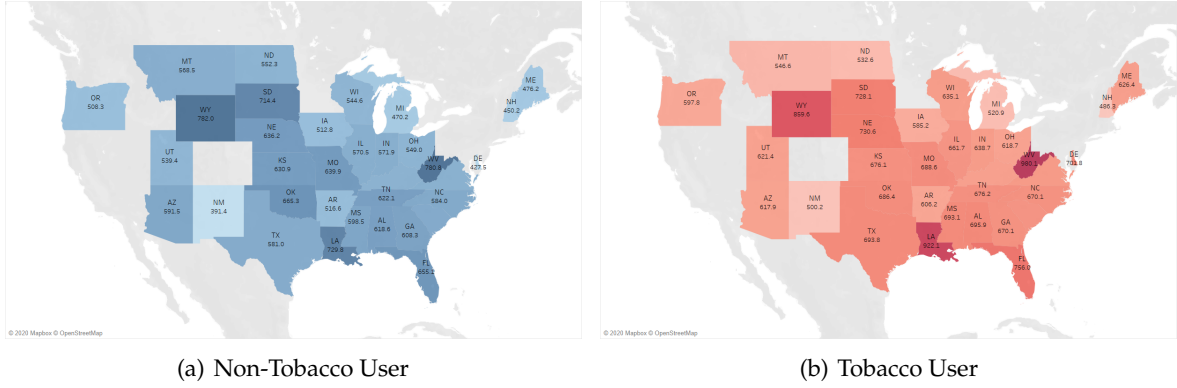 MT
568.5
ND
552.3
OR
508.3
WY
782.0
SD
714.4
WI
544.6
MI
470.2
ME
476.2
NH
450.2
NE
636.2
IA
512.8
IL
570.5
IN
571.9
OH
549.0
UT
539.4
KS
630.9
MO
639.9
WV
DE
427.5
AZ
591.5
NM
391.4
OK
AR
516.6
TN
622.1
NC
584.0
TX
581.0
MS
598.5
AL
618.6
GA
608.3
LA
FL
655.2
© 2020 Mapbox © OpenStreetMap
(a) Non-Tobacco User
MT
546.6
ND
532.6
OR
597.8
WY
859.6
SD
728.1
WI
635.1
MI
520.9
ME
626.4
NH
486.3
NE
730.6
IA
585.2
IL
661.7
IN
638.7
OH
618.7
UT
621.4
KS
676.1
MO
688.6
WV
DE
701.8
AZ
617.9
NM
500.2
OK
686.4
AR
606.2
TN
676.2
NC
670.1
TX
693.8
MS
693.1
AL
695.9
GA
670.1
LA
922.1
FL
756.0
© 2020 Mapbox © OpenStreetMap
(b) Tobacco User